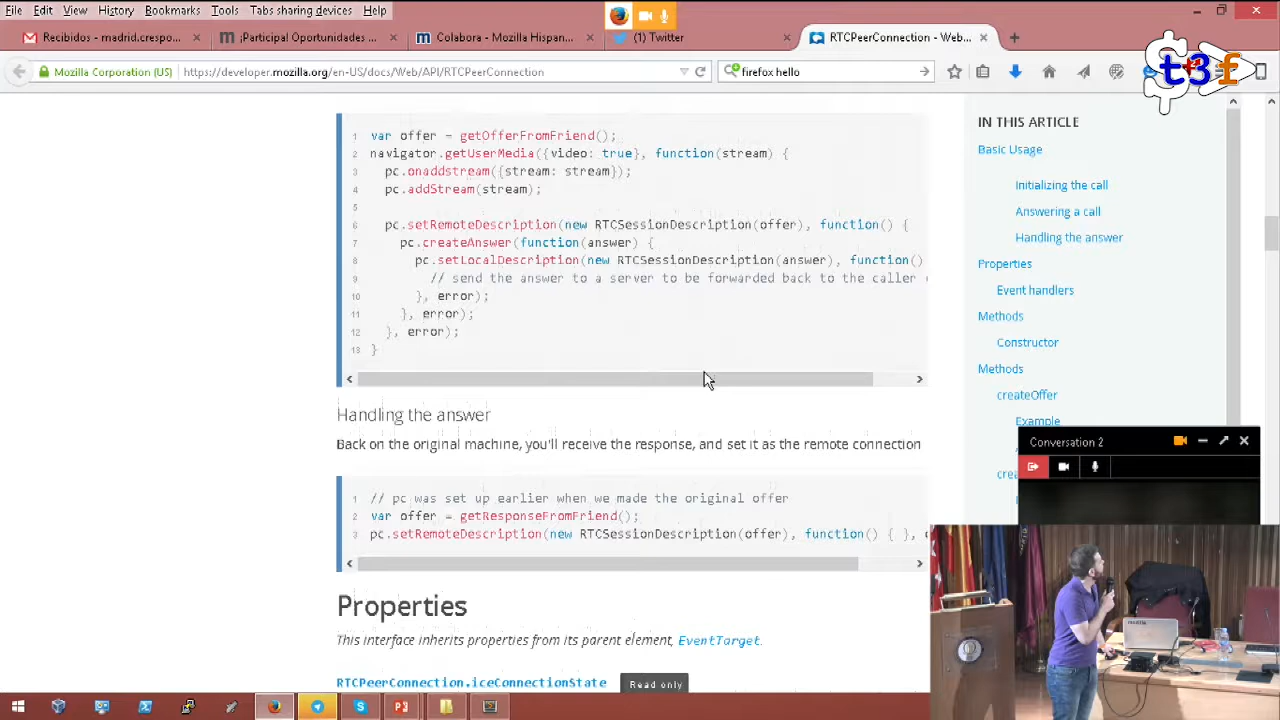 File Edit View History Bookmarks Tools Tabs sharing devices Help
Recibidos - madrid.crespo...
¡Participa! Oportunidades ...
Colabora - Mozilla Hispan...
(1) Twitter
RTCPeerConnection - Web...
Mozilla Corporation (US)
https://developer.mozilla.org/en-US/docs/Web/API/RTCPeerConnection
firefox hello
t3f
1 var offer = getOfferFromFriend();
2 navigator.getUserMedia({video: true}, function(stream) {
3 pc.onaddstream({stream: stream});
4 pc.addStream(stream);
5
6 pc.setRemoteDescription(new RTCSessionDescription(offer), function() {
7 pc.createAnswer(function(answer) {
8 pc.setLocalDescription(new RTCSessionDescription(answer), function()
9 // send the answer to a server to be forwarded back to the caller
10 }, error);
11 }, error);
12 }, error);
13 }
Handling the answer
Back on the original machine, you'll receive the response, and set it as the remote connection
1 // pc was set up earlier when we made the original offer
2 var offer = getResponseFromFriend();
3 pc.setRemoteDescription(new RTCSessionDescription(offer), function() { },
Properties
This interface inherits properties from its parent element, EventTarget.
RTCPeerConnection.iceConnectionState Read only
IN THIS ARTICLE
Basic Usage
Initializing the call
Answering a call
Handling the answer
Properties
Event handlers
Methods
Constructor
Methods
createOffer
Example
Conversation 2